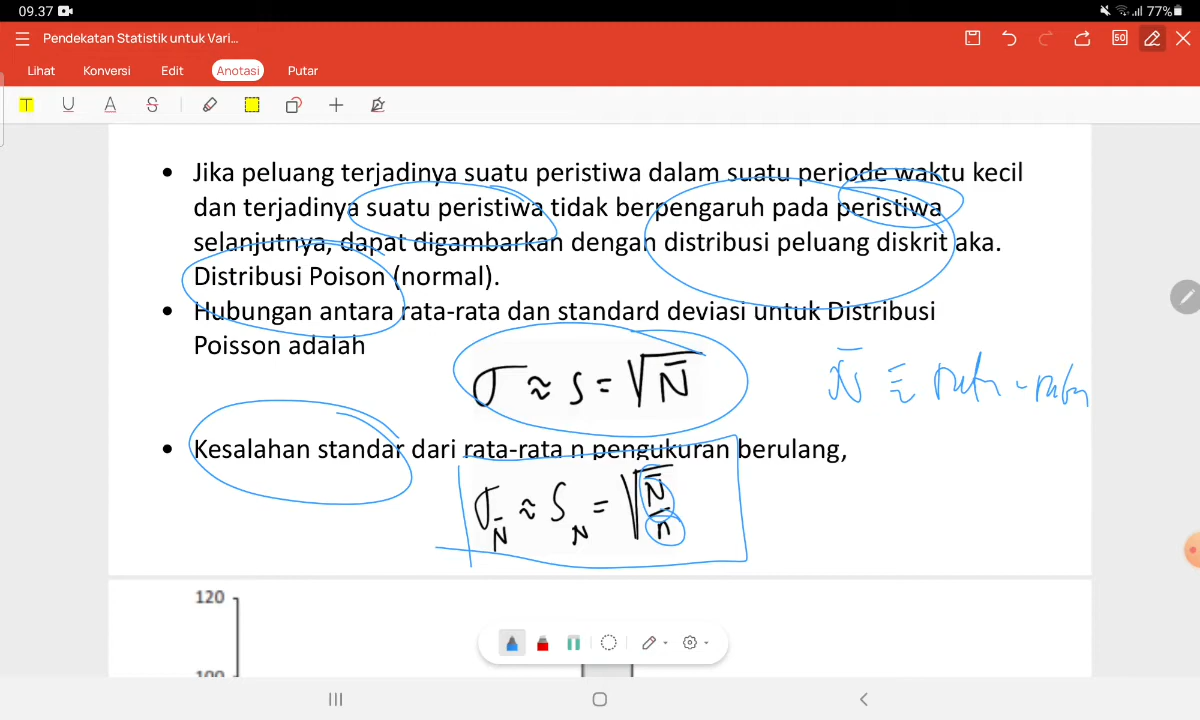 09.37
77%
Pendekatan Statistik untuk Vari...
50
Lihat Konversi Edit Anotasi Putar
T U A S
• Jika peluang terjadinya suatu peristiwa dalam suatu periode waktu kecil
dan terjadinya suatu peristiwa tidak berpengaruh pada peristiwa
selanjutnya, dapat digambarkan dengan distribusi peluang diskrit aka.
Distribusi Poison (normal).
• Hubungan antara rata-rata dan standard deviasi untuk Distribusi
Poisson adalah
σ ≈ s = √N̄
N̄ ≡ rata-rata
• Kesalahan standar dari rata-rata n pengukuran berulang,
σ_N̄ ≈ S_N = √(N̄/n)
120
100